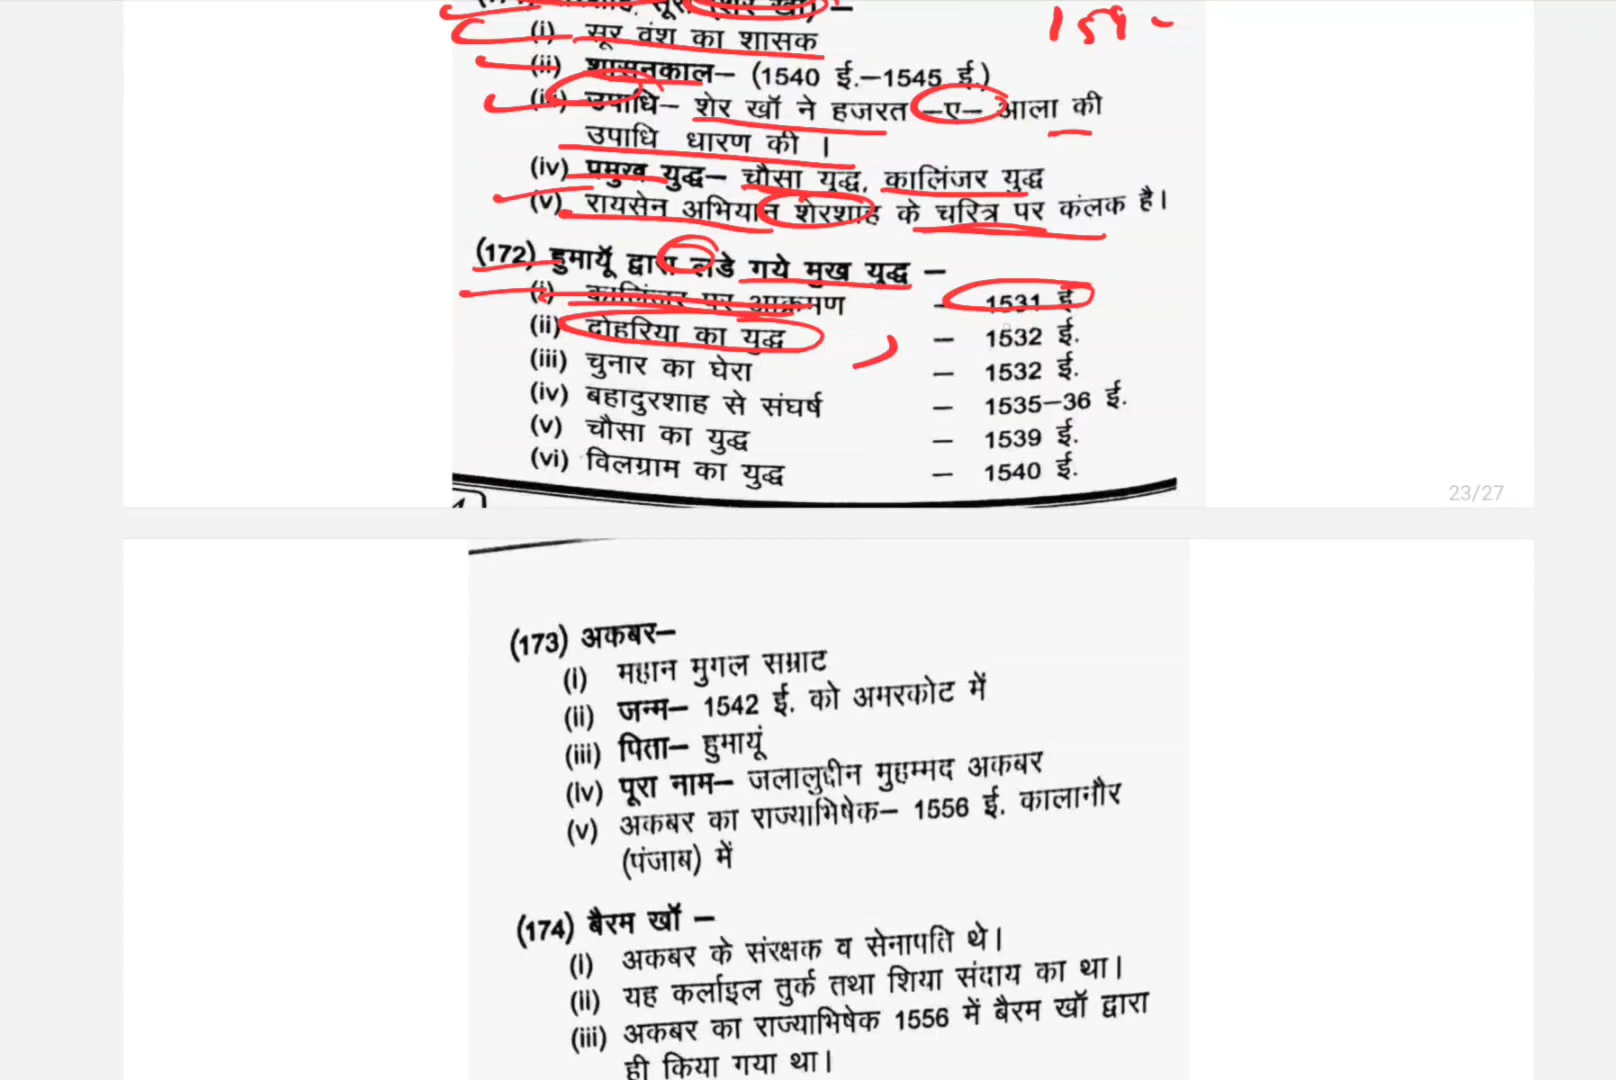 (i) सूर वंश का शासक
159-
(ii) शासनकाल– (1540 ई.–1545 ई.)
(iii) उपाधि– शेर खाँ ने हजरत –ए– आला की
उपाधि धारण की ।
(iv) प्रमुख युद्ध– चौसा युद्ध, कालिंजर युद्ध
(v) रायसेन अभियान शेरशाह के चरित्र पर कंलक है।
(172) हुमायूँ द्वारा लडे गये मुख युद्ध –
(i) कालिंजर पर आक्रमण – 1531 ई
(ii) दोहरिया का युद्ध – 1532 ई.
(iii) चुनार का घेरा – 1532 ई.
(iv) बहादुरशाह से संघर्ष – 1535–36 ई.
(v) चौसा का युद्ध – 1539 ई.
(vi) विलग्राम का युद्ध – 1540 ई.
23/27
(173) अकबर–
(i) महान मुगल सम्राट
(ii) जन्म– 1542 ई. को अमरकोट में
(iii) पिता– हुमायूं
(iv) पूरा नाम– जलालुद्दीन मुहम्मद अकबर
(v) अकबर का राज्याभिषेक– 1556 ई. कालानौर
(पंजाब) में
(174) बैरम खाँ –
(i) अकबर के संरक्षक व सेनापति थे।
(ii) यह कर्लाइल तुर्क तथा शिया संदाय का था।
(iii) अकबर का राज्याभिषेक 1556 में बैरम खाँ द्वारा
ही किया गया था।